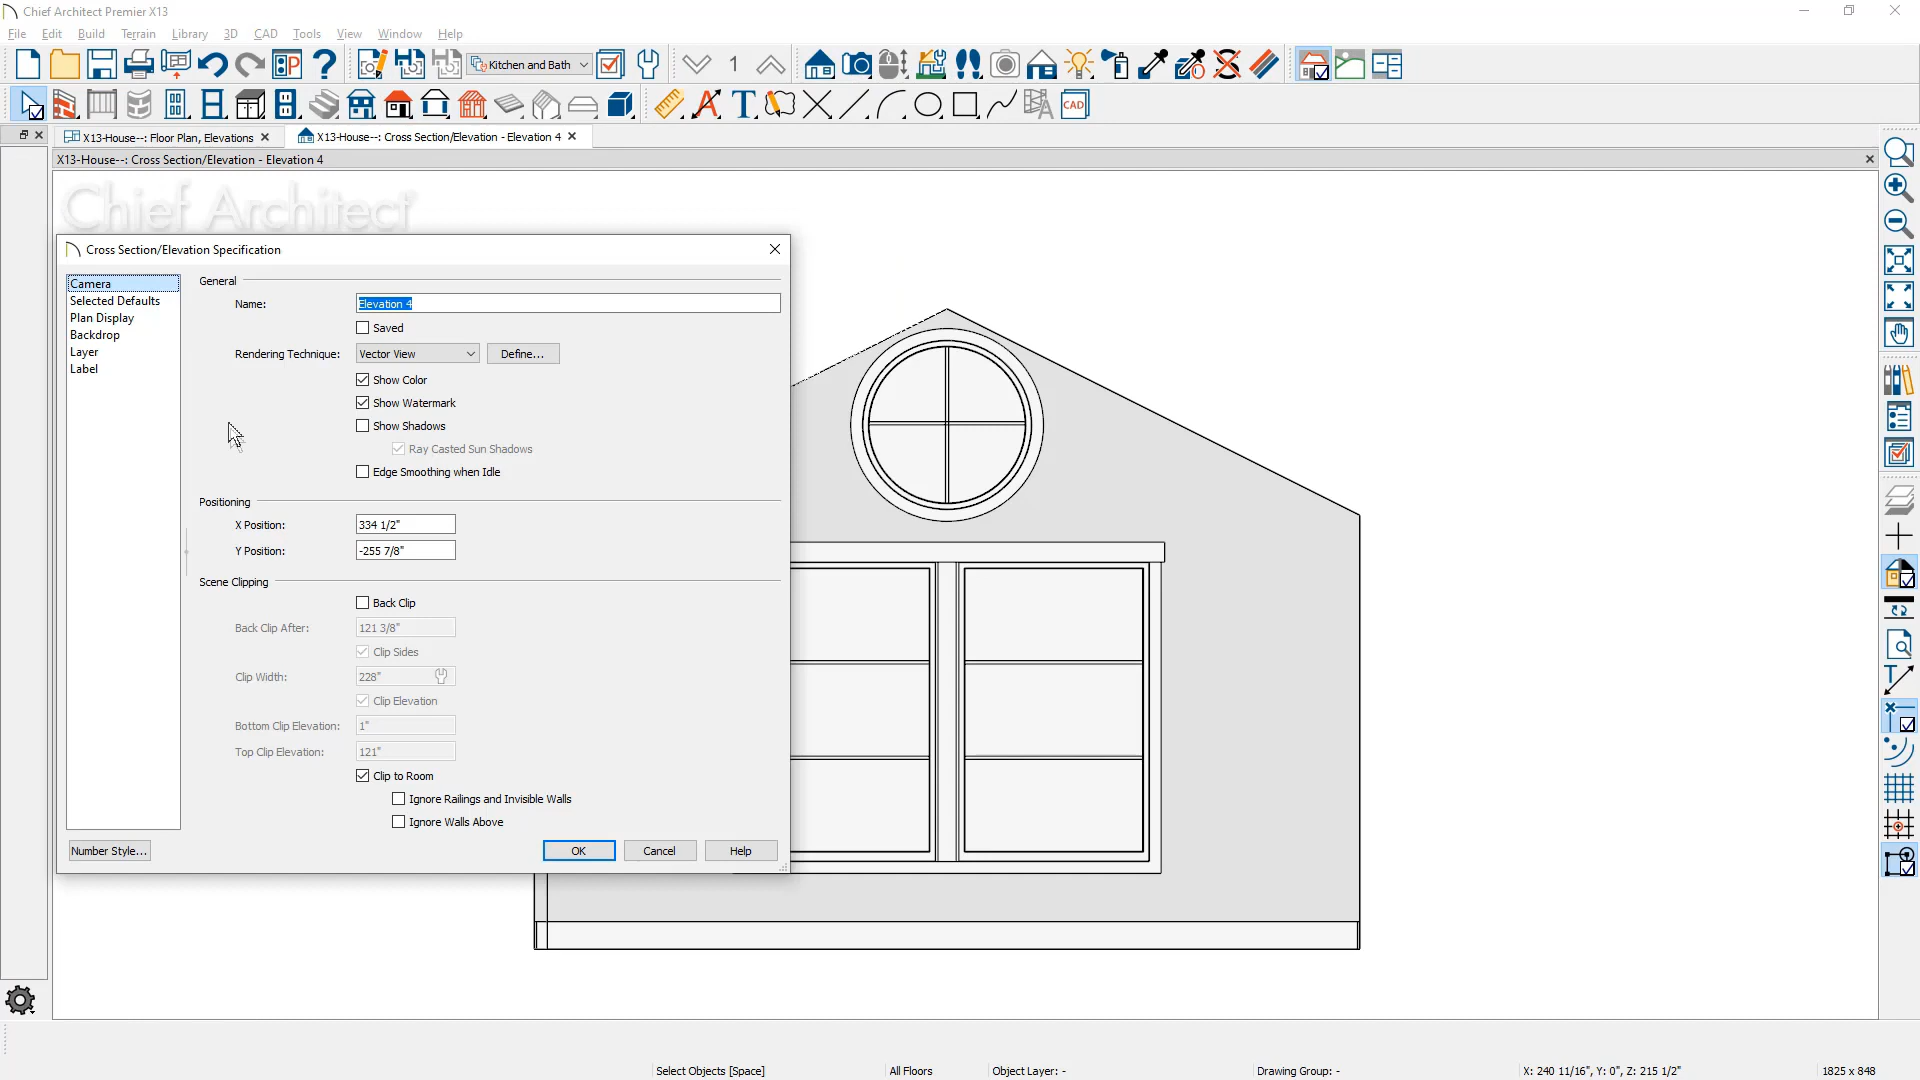 Chief Architect Premier X13
File Edit Build Terrain Library 3D CAD Tools View Window Help
Kitchen and Bath 1
CAD
X13-House--: Floor Plan, Elevations X13-House--: Cross Section/Elevation - Elevation 4
X13-House--: Cross Section/Elevation - Elevation 4
Chief Architect
Cross Section/Elevation Specification
Camera
Selected Defaults
Plan Display
Backdrop
Layer
Label
General
Name: Elevation 4
Saved
Rendering Technique: Vector View Define...
Show Color
Show Watermark
Show Shadows
Ray Casted Sun Shadows
Edge Smoothing when Idle
Positioning
X Position: 334 1/2"
Y Position: -255 7/8"
Scene Clipping
Back Clip
Back Clip After: 121 3/8"
Clip Sides
Clip Width: 228"
Clip Elevation
Bottom Clip Elevation: 1"
Top Clip Elevation: 121"
Clip to Room
Ignore Railings and Invisible Walls
Ignore Walls Above
Number Style... OK Cancel Help
Select Objects [Space] All Floors Object Layer: - Drawing Group: - X: 240 11/16", Y: 0", Z: 215 1/2" 1825 x 848